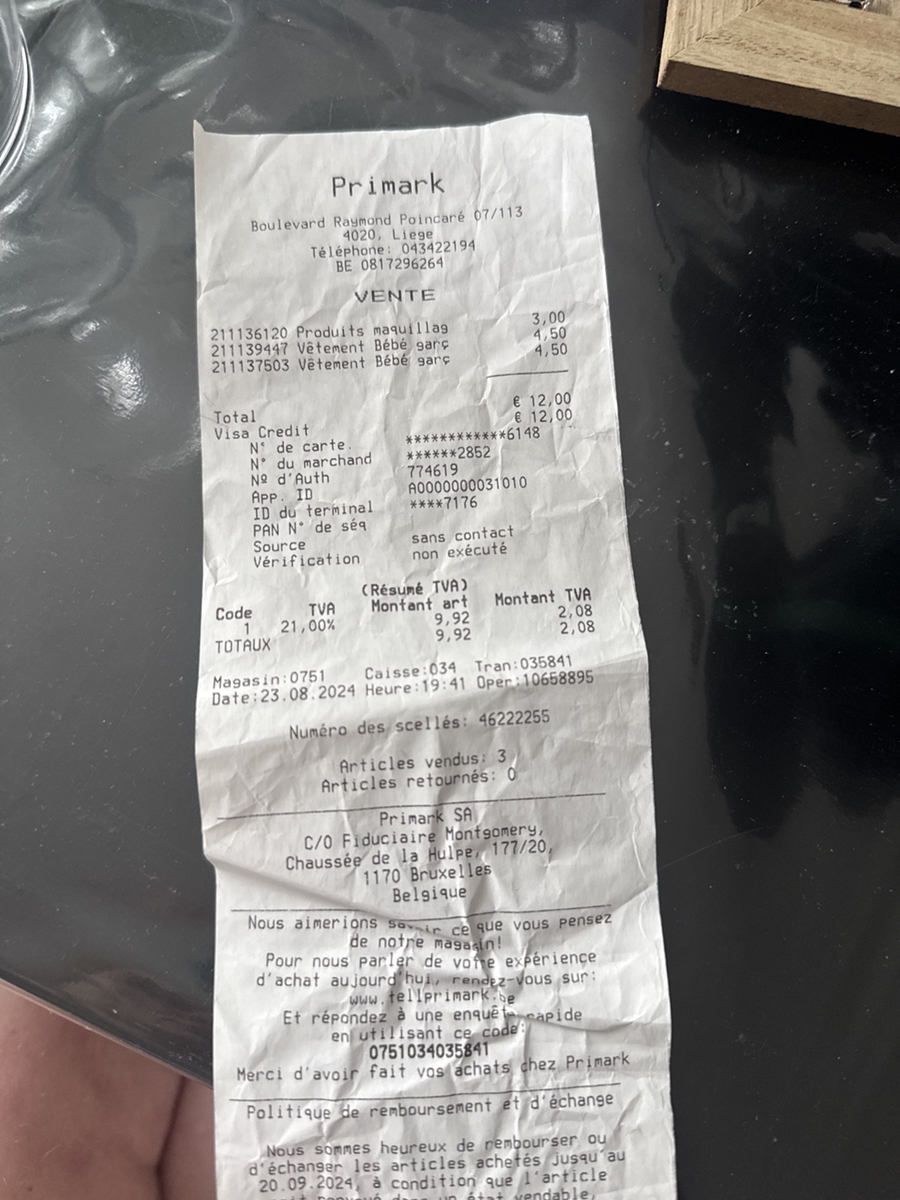 Primark
Boulevard Raymond Poincaré 07/113
4020, Liege
Téléphone: 043422194
BE 0817296264
VENTE
211136120 Produits maquillag 3,00
211139447 Vêtement Bébé garç 4,50
211137503 Vêtement Bébé garç 4,50
Total € 12,00
Visa Credit € 12,00
N° de carte. ************6148
N° du marchand ******2852
Nº d'Auth 774619
App. ID A0000000031010
ID du terminal ****7176
PAN N° de séq
Source sans contact
Vérification non exécuté
(Résumé TVA)
Code TVA Montant art Montant TVA
1 21,00% 9,92 2,08
TOTAUX 9,92 2,08
Magasin:0751 Caisse:034 Tran:035841
Date:23.08.2024 Heure:19:41 Oper:10658895
Numéro des scellés: 46222255
Articles vendus: 3
Articles retournés: 0
Primark SA
C/O Fiduciaire Montgomery,
Chaussée de la Hulpe, 177/20,
1170 Bruxelles
Belgique
Nous aimerions savoir ce que vous pensez
de notre magasin!
Pour nous parler de votre expérience
d'achat aujourd'hui, rendez-vous sur:
www.tellprimark.be
Et répondez à une enquête rapide
en utilisant ce code:
0751034035841
Merci d'avoir fait vos achats chez Primark
Politique de remboursement et d'échange
Nous sommes heureux de rembourser ou
d'échanger les articles achetés jusqu'au
20.09.2024, à condition que l'article
dans un état vendable,